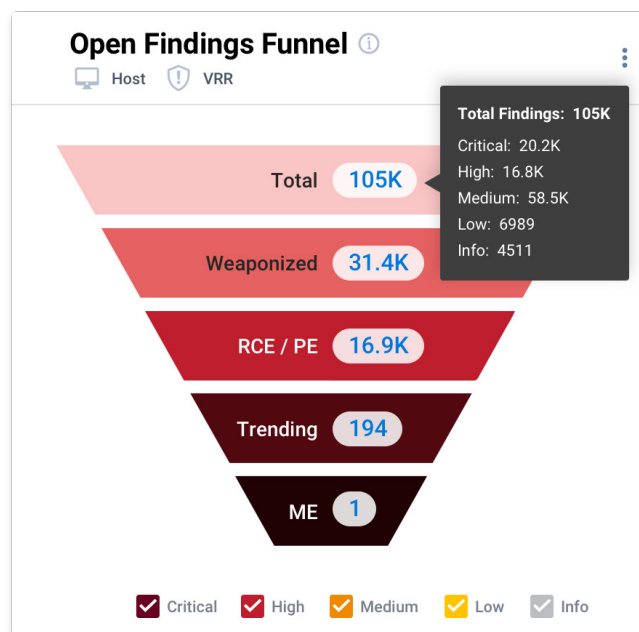 Open Findings Funnel
Host VRR
Total Findings: 105K
Critical: 20.2K
High: 16.8K
Medium: 58.5K
Low: 6989
Info: 4511
Total 105K
Weaponized 31.4K
RCE / PE 16.9K
Trending 194
ME 1
Critical High Medium Low Info